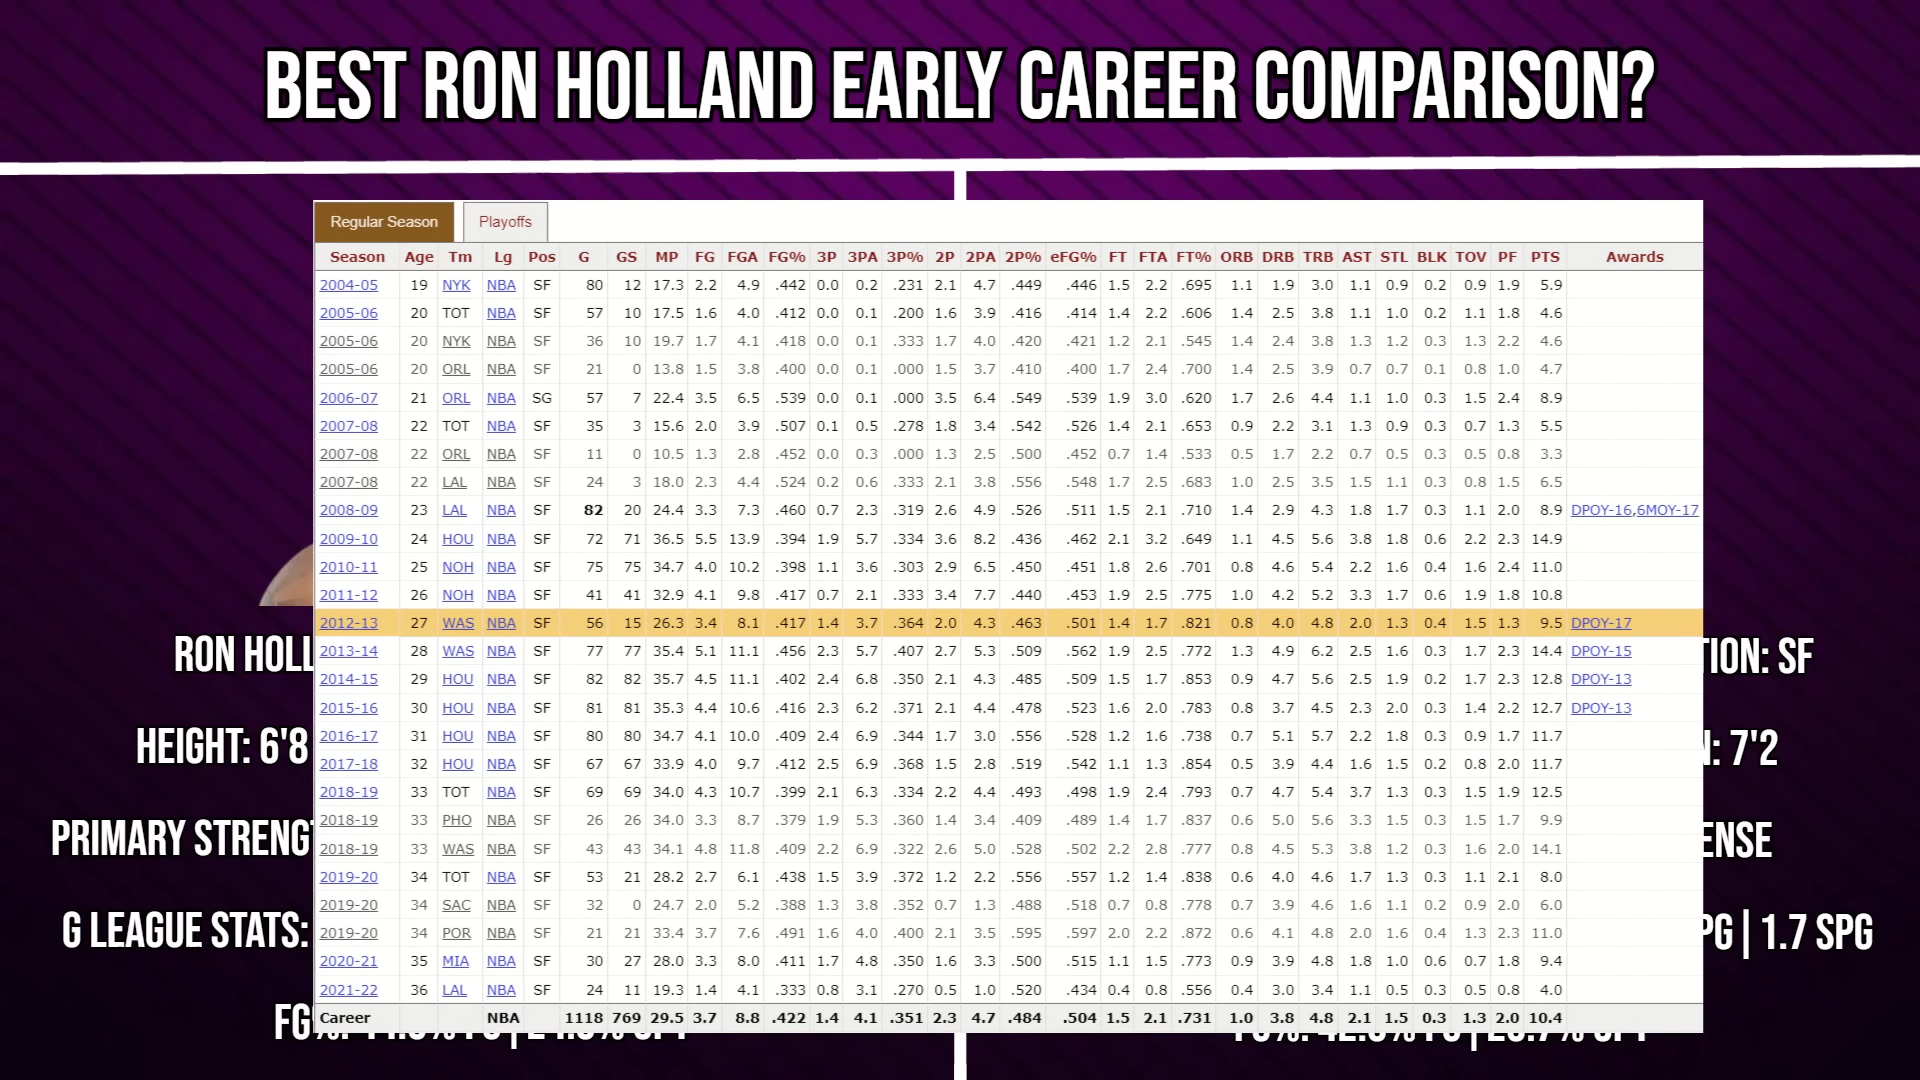 BEST RON HOLLAND EARLY CAREER COMPARISON?
Regular Season Playoffs
Season Age Tm Lg Pos G GS MP FG FGA FG% 3P 3PA 3P% 2P 2PA 2P% eFG% FT FTA FT% ORB DRB TRB AST STL BLK TOV PF PTS Awards
2004-05 19 NYK NBA SF 80 12 17.3 2.2 4.9 .442 0.0 0.2 .231 2.1 4.7 .449 .446 1.5 2.2 .695 1.1 1.9 3.0 1.1 0.9 0.2 0.9 1.9 5.9
2005-06 20 TOT NBA SF 57 10 17.5 1.6 4.0 .412 0.0 0.1 .200 1.6 3.9 .416 .414 1.4 2.2 .606 1.4 2.5 3.8 1.1 1.0 0.2 1.1 1.8 4.6
2005-06 20 NYK NBA SF 36 10 19.7 1.7 4.1 .418 0.0 0.1 .333 1.7 4.0 .420 .421 1.2 2.1 .545 1.4 2.4 3.8 1.3 1.2 0.3 1.3 2.2 4.6
2005-06 20 ORL NBA SF 21 0 13.8 1.5 3.8 .400 0.0 0.1 .000 1.5 3.7 .410 .400 1.7 2.4 .700 1.4 2.5 3.9 0.7 0.7 0.1 0.8 1.0 4.7
2006-07 21 ORL NBA SG 57 7 22.4 3.5 6.5 .539 0.0 0.1 .000 3.5 6.4 .549 .539 1.9 3.0 .620 1.7 2.6 4.4 1.1 1.0 0.3 1.5 2.4 8.9
2007-08 22 TOT NBA SF 35 3 15.6 2.0 3.9 .507 0.1 0.5 .278 1.8 3.4 .542 .526 1.4 2.1 .653 0.9 2.2 3.1 1.3 0.9 0.3 0.7 1.3 5.5
2007-08 22 ORL NBA SF 11 0 10.5 1.3 2.8 .452 0.0 0.3 .000 1.3 2.5 .500 .452 0.7 1.4 .533 0.5 1.7 2.2 0.7 0.5 0.3 0.5 0.8 3.3
2007-08 22 LAL NBA SF 24 3 18.0 2.3 4.4 .524 0.2 0.6 .333 2.1 3.8 .556 .548 1.7 2.5 .683 1.0 2.5 3.5 1.5 1.1 0.3 0.8 1.5 6.5
2008-09 23 LAL NBA SF 82 20 24.4 3.3 7.3 .460 0.7 2.3 .319 2.6 4.9 .526 .511 1.5 2.1 .710 1.4 2.9 4.3 1.8 1.7 0.3 1.1 2.0 8.9 DPOY-16,6MOY-17
2009-10 24 HOU NBA SF 72 71 36.5 5.5 13.9 .394 1.9 5.7 .334 3.6 8.2 .436 .462 2.1 3.2 .649 1.1 4.5 5.6 3.8 1.8 0.6 2.2 2.3 14.9
2010-11 25 NOH NBA SF 75 75 34.7 4.0 10.2 .398 1.1 3.6 .303 2.9 6.5 .450 .451 1.8 2.6 .701 0.8 4.6 5.4 2.2 1.6 0.4 1.6 2.4 11.0
2011-12 26 NOH NBA SF 41 41 32.9 4.1 9.8 .417 0.7 2.1 .333 3.4 7.7 .440 .453 1.9 2.5 .775 1.0 4.2 5.2 3.3 1.7 0.6 1.9 1.8 10.8
2012-13 27 WAS NBA SF 56 15 26.3 3.4 8.1 .417 1.4 3.7 .364 2.0 4.3 .463 .501 1.4 1.7 .821 0.8 4.0 4.8 2.0 1.3 0.4 1.5 1.3 9.5 DPOY-17
2013-14 28 WAS NBA SF 77 77 35.4 5.1 11.1 .456 2.3 5.7 .407 2.7 5.3 .509 .562 1.9 2.5 .772 1.3 4.9 6.2 2.5 1.6 0.3 1.7 2.3 14.4 DPOY-15
2014-15 29 HOU NBA SF 82 82 35.7 4.5 11.1 .402 2.4 6.8 .350 2.1 4.3 .485 .509 1.5 1.7 .853 0.9 4.7 5.6 2.5 1.9 0.2 1.7 2.3 12.8 DPOY-13
2015-16 30 HOU NBA SF 81 81 35.3 4.4 10.6 .416 2.3 6.2 .371 2.1 4.4 .478 .523 1.6 2.0 .783 0.8 3.7 4.5 2.3 2.0 0.3 1.4 2.2 12.7 DPOY-13
2016-17 31 HOU NBA SF 80 80 34.7 4.1 10.0 .409 2.4 6.9 .344 1.7 3.0 .556 .528 1.2 1.6 .738 0.7 5.1 5.7 2.2 1.8 0.3 0.9 1.7 11.7
2017-18 32 HOU NBA SF 67 67 33.9 4.0 9.7 .412 2.5 6.9 .368 1.5 2.8 .519 .542 1.1 1.3 .854 0.5 3.9 4.4 1.6 1.5 0.2 0.8 2.0 11.7
2018-19 33 TOT NBA SF 69 69 34.0 4.3 10.7 .399 2.1 6.3 .334 2.2 4.4 .493 .498 1.9 2.4 .793 0.7 4.7 5.4 3.7 1.3 0.3 1.5 1.9 12.5
2018-19 33 PHO NBA SF 26 26 34.0 3.3 8.7 .379 1.9 5.3 .360 1.4 3.4 .409 .489 1.4 1.7 .837 0.6 5.0 5.6 3.3 1.5 0.3 1.5 1.7 9.9
2018-19 33 WAS NBA SF 43 43 34.1 4.8 11.8 .409 2.2 6.9 .322 2.6 5.0 .528 .502 2.2 2.8 .777 0.8 4.5 5.3 3.8 1.2 0.3 1.6 2.0 14.1
2019-20 34 TOT NBA SF 53 21 28.2 2.7 6.1 .438 1.5 3.9 .372 1.2 2.2 .556 .557 1.2 1.4 .838 0.6 4.0 4.6 1.7 1.3 0.3 1.1 2.1 8.0
2019-20 34 SAC NBA SF 32 0 24.7 2.0 5.2 .388 1.3 3.8 .352 0.7 1.3 .488 .518 0.7 0.8 .778 0.7 3.9 4.6 1.6 1.1 0.2 0.9 2.0 6.0
2019-20 34 POR NBA SF 21 21 33.4 3.7 7.6 .491 1.6 4.0 .400 2.1 3.5 .595 .597 2.0 2.2 .872 0.6 4.1 4.8 2.0 1.6 0.4 1.3 2.3 11.0
2020-21 35 MIA NBA SF 30 27 28.0 3.3 8.0 .411 1.7 4.8 .350 1.6 3.3 .500 .515 1.1 1.5 .773 0.9 3.9 4.8 1.8 1.0 0.6 0.7 1.8 9.4
2021-22 36 LAL NBA SF 24 11 19.3 1.4 4.1 .333 0.8 3.1 .270 0.5 1.0 .520 .434 0.4 0.8 .556 0.4 3.0 3.4 1.1 0.5 0.3 0.5 0.8 4.0
Career NBA 1118 769 29.5 3.7 8.8 .422 1.4 4.1 .351 2.3 4.7 .484 .504 1.5 2.1 .731 1.0 3.8 4.8 2.1 1.5 0.3 1.3 2.0 10.4
RON HOLL
HEIGHT: 6'8
PRIMARY STRENGT
G LEAGUE STATS:
TION: SF
N: 7'2
ENSE
PG | 1.7 SPG